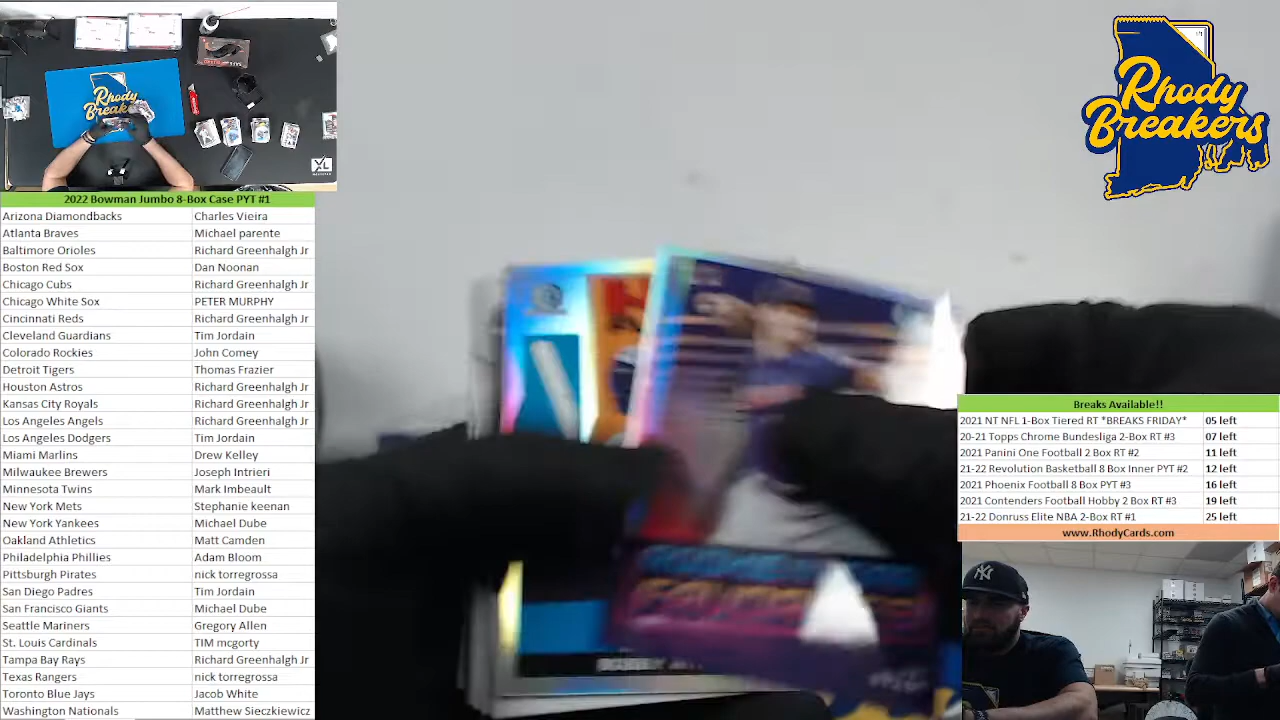 Rhody
Breakers
2022 Bowman Jumbo 8-Box Case PYT #1
Arizona Diamondbacks Charles Vieira
Atlanta Braves Michael parente
Baltimore Orioles Richard Greenhalgh Jr
Boston Red Sox Dan Noonan
Chicago Cubs Richard Greenhalgh Jr
Chicago White Sox PETER MURPHY
Cincinnati Reds Richard Greenhalgh Jr
Cleveland Guardians Tim Jordain
Colorado Rockies John Comey
Detroit Tigers Thomas Frazier
Houston Astros Richard Greenhalgh Jr
Kansas City Royals Richard Greenhalgh Jr
Los Angeles Angels Richard Greenhalgh Jr
Los Angeles Dodgers Tim Jordain
Miami Marlins Drew Kelley
Milwaukee Brewers Joseph Intrieri
Minnesota Twins Mark Imbeault
New York Mets Stephanie keenan
New York Yankees Michael Dube
Oakland Athletics Matt Camden
Philadelphia Phillies Adam Bloom
Pittsburgh Pirates nick torregrossa
San Diego Padres Tim Jordain
San Francisco Giants Michael Dube
Seattle Mariners Gregory Allen
St. Louis Cardinals TIM mcgorty
Tampa Bay Rays Richard Greenhalgh Jr
Texas Rangers nick torregrossa
Toronto Blue Jays Jacob White
Washington Nationals Matthew Sieczkiewicz
XL
Rhody
Breakers
Breaks Available!!
2021 NT NFL 1-Box Tiered RT *BREAKS FRIDAY* 05 left
20-21 Topps Chrome Bundesliga 2-Box RT #3 07 left
2021 Panini One Football 2 Box RT #2 11 left
21-22 Revolution Basketball 8 Box Inner PYT #2 12 left
2021 Phoenix Football 8 Box PYT #3 16 left
2021 Contenders Football Hobby 2 Box RT #3 19 left
21-22 Donruss Elite NBA 2-Box RT #1 25 left
www.RhodyCards.com